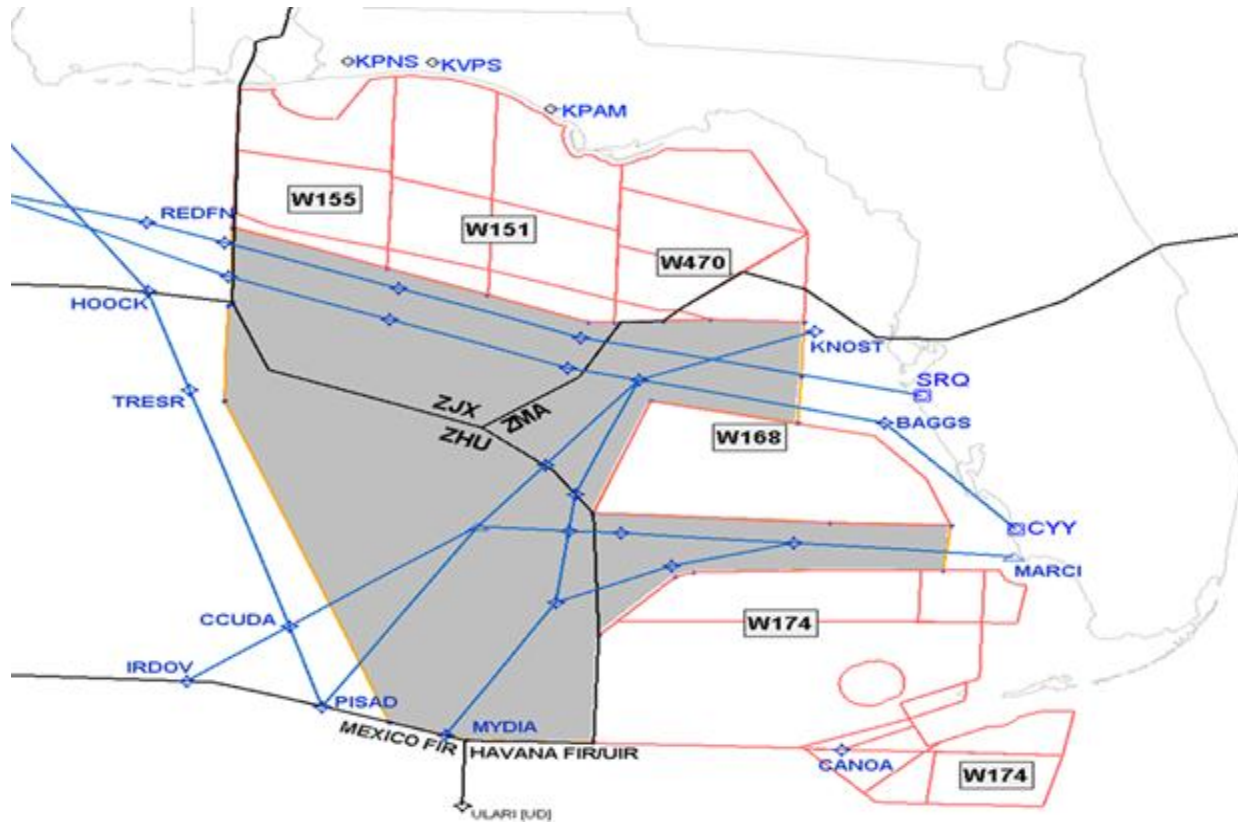 KPNS
KVPS
KPAM
W155
REDFN
W151
W470
HOOCK
KNOST
TRESR
SRQ
ZJX
ZMA
BAGGS
ZHU
W168
CYY
MARCI
CCUDA
W174
IRDOV
PISAD
MYDIA
MEXICO FIR
HAVANA FIR/UIR
CANOA
W174
ULARI [UD]